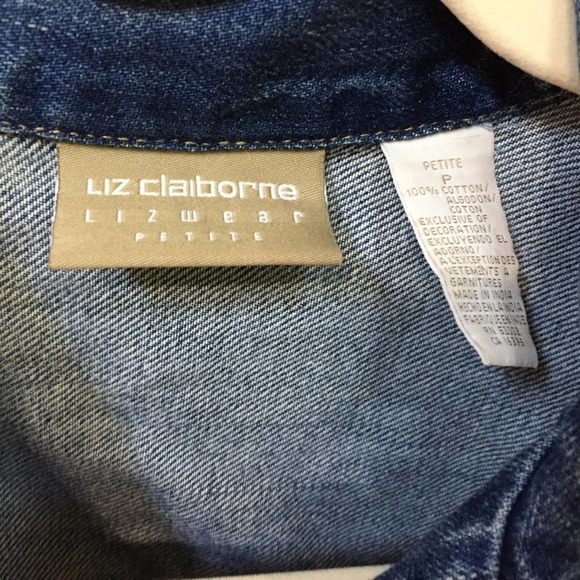 Liz claiborne
LIZwear
PETITE
PETITE
P
100% COTTON/
ALGODON/
COTON
EXCLUSIVE OF
DECORATION/
EXCLUYENDO EL
ADORNO/
A L'EXCEPTION DES
VETEMENTS A
GARNITURES
MADE IN INDIA
HECHO EN LA INDIA